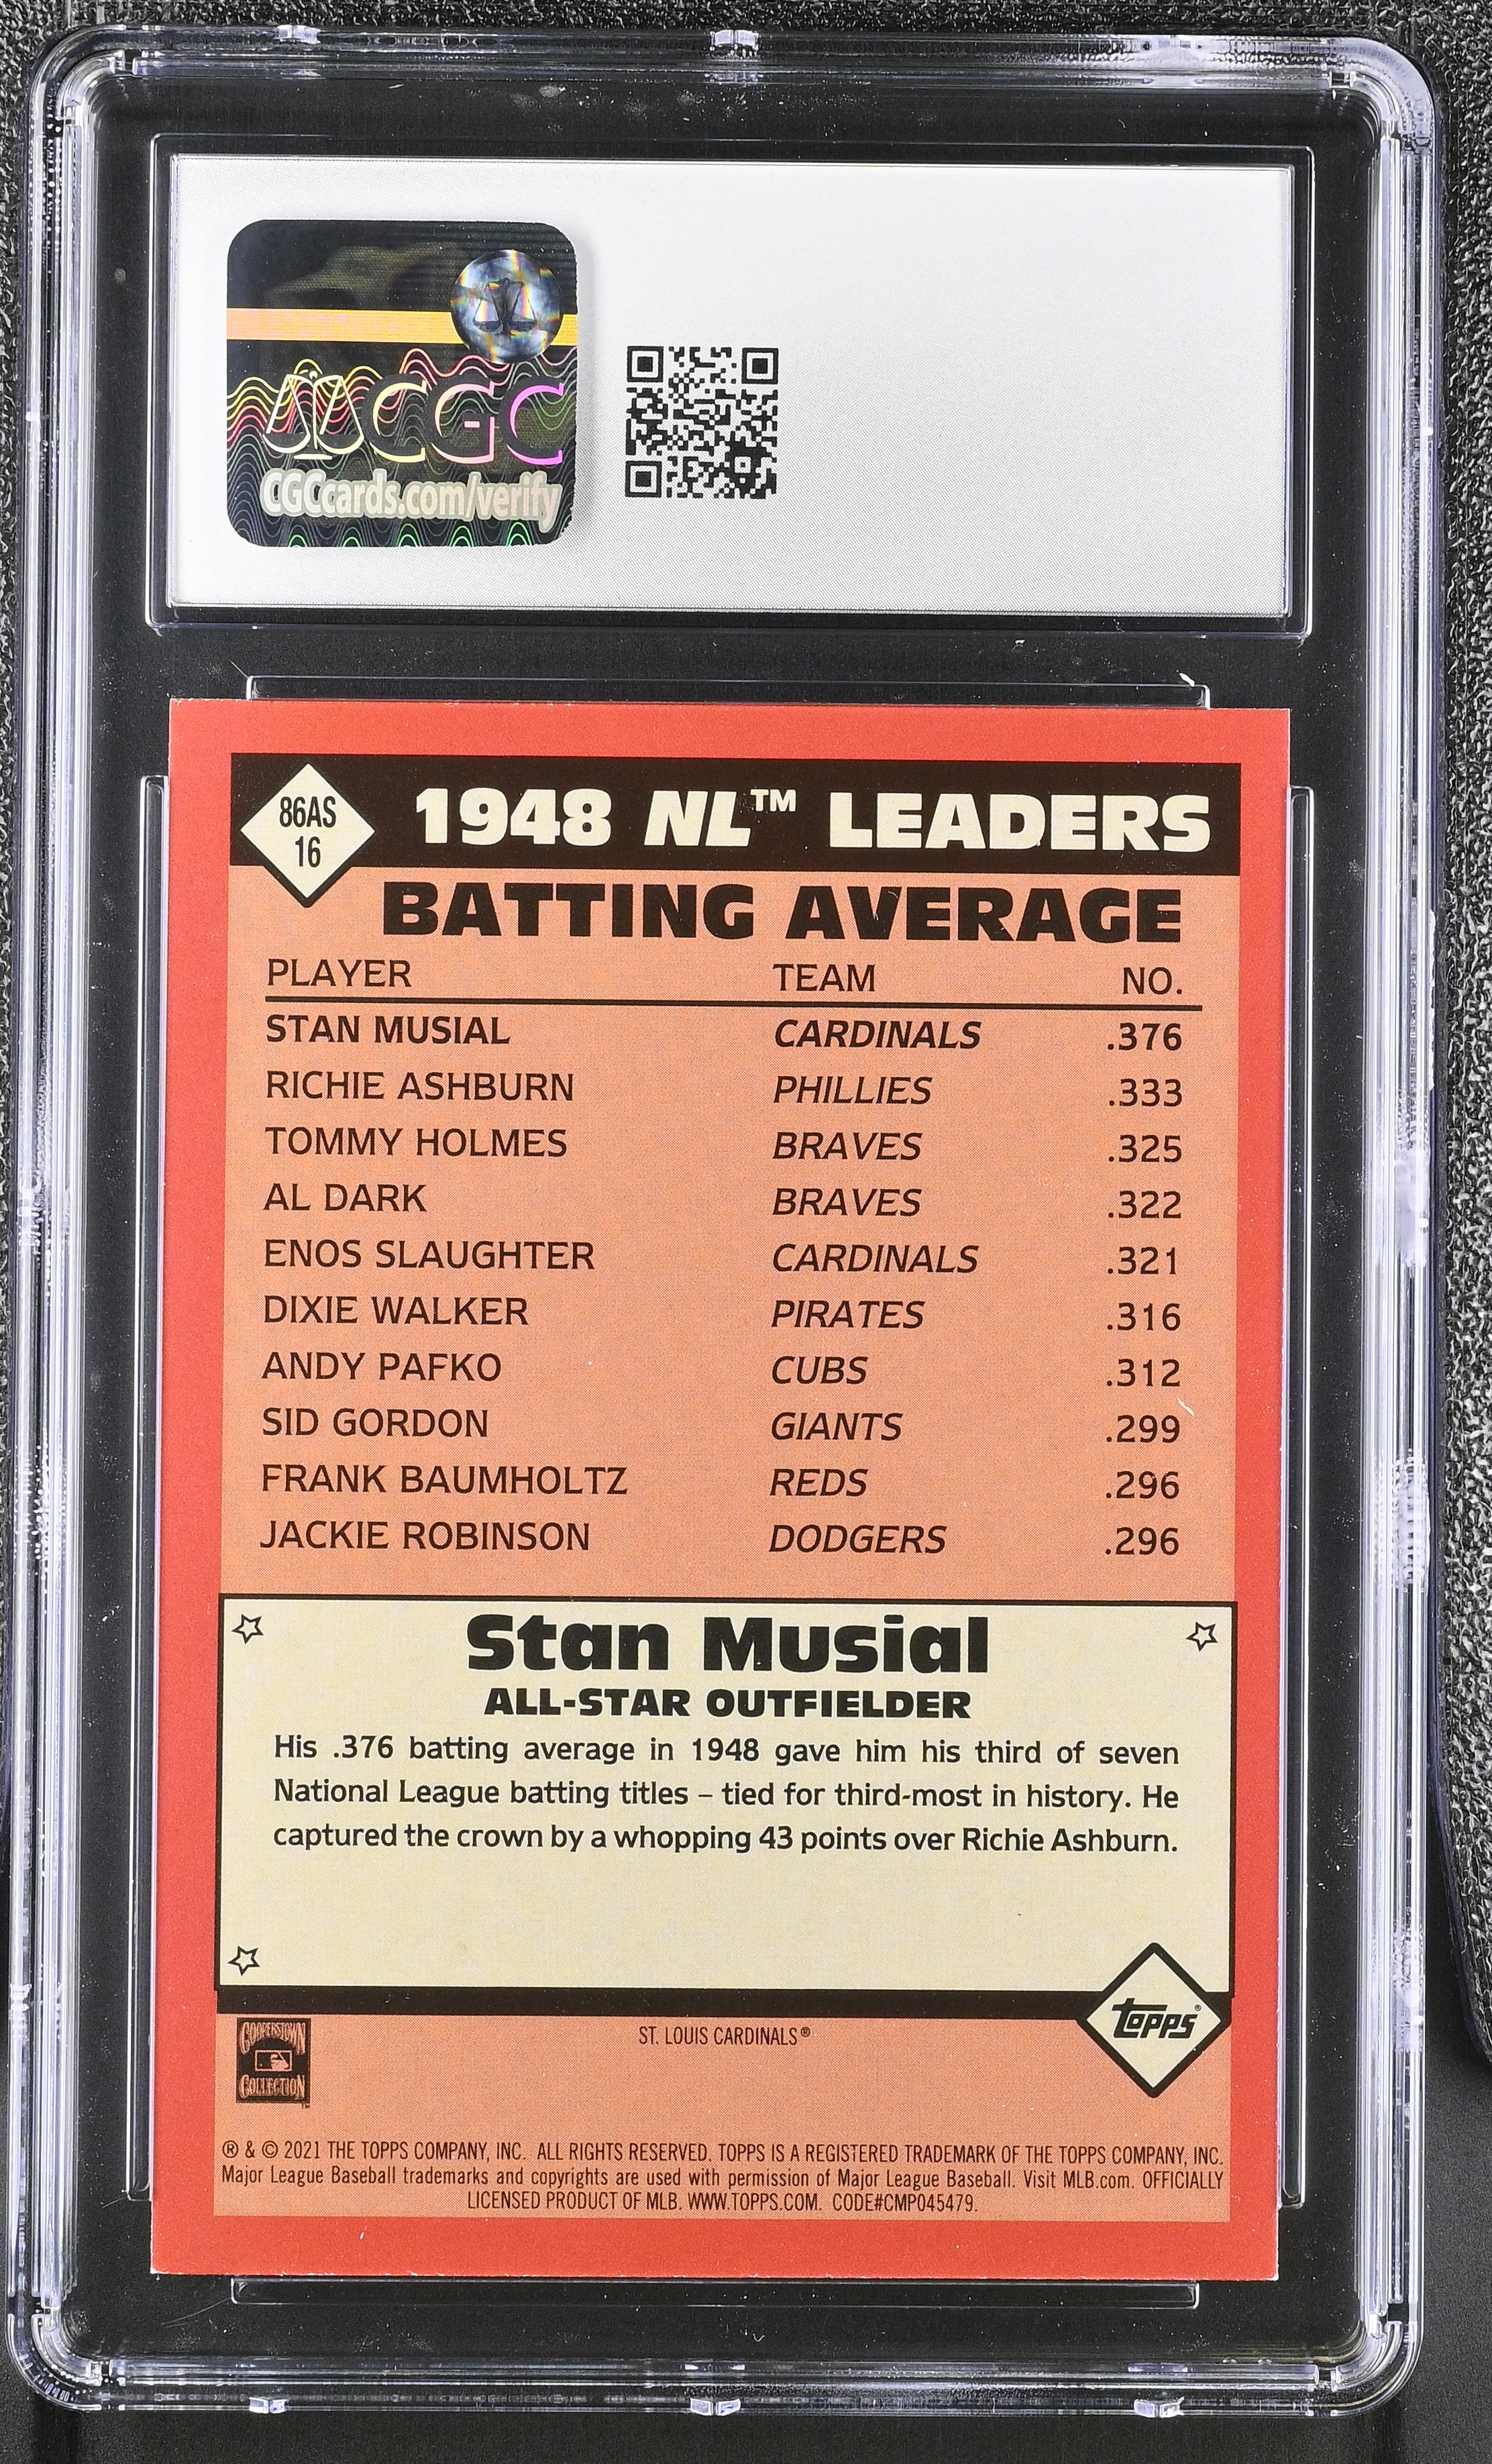 CGC
CGCcards.com/verify
86AS
16
1948 NL™ LEADERS
BATTING AVERAGE
PLAYER TEAM NO.
STAN MUSIAL CARDINALS .376
RICHIE ASHBURN PHILLIES .333
TOMMY HOLMES BRAVES .325
AL DARK BRAVES .322
ENOS SLAUGHTER CARDINALS .321
DIXIE WALKER PIRATES .316
ANDY PAFKO CUBS .312
SID GORDON GIANTS .299
FRANK BAUMHOLTZ REDS .296
JACKIE ROBINSON DODGERS .296
Stan Musial
ALL-STAR OUTFIELDER
His .376 batting average in 1948 gave him his third of seven
National League batting titles – tied for third-most in history. He
captured the crown by a whopping 43 points over Richie Ashburn.
TOPPS®
COOPERSTOWN
COLLECTION™
ST. LOUIS CARDINALS®
® & © 2021 THE TOPPS COMPANY, INC. ALL RIGHTS RESERVED. TOPPS IS A REGISTERED TRADEMARK OF THE TOPPS COMPANY, INC.
Major League Baseball trademarks and copyrights are used with permission of Major League Baseball. Visit MLB.com. OFFICIALLY
LICENSED PRODUCT OF MLB. WWW.TOPPS.COM. CODE#CMP045479.